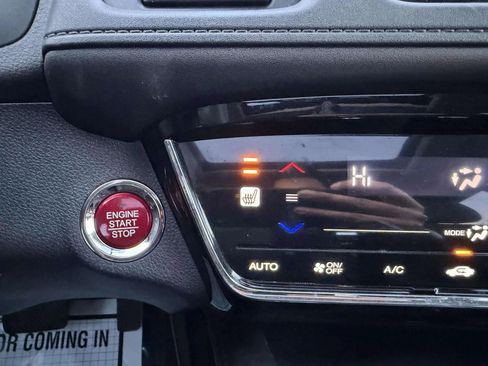 Hi
ENGINE
START
STOP
MODE
AUTO
ON/
OFF
A/C
OR COMING IN